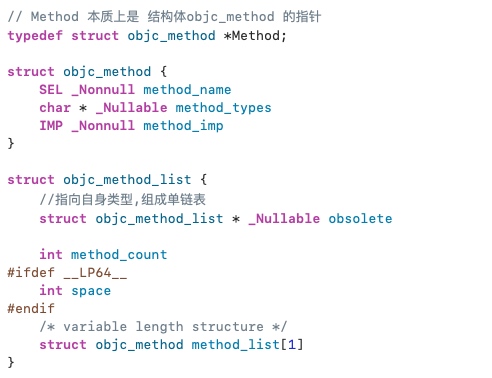 // Method 本质上是 结构体objc_method 的指针
typedef struct objc_method *Method;

struct objc_method {
    SEL _Nonnull method_name
    char * _Nullable method_types
    IMP _Nonnull method_imp
}

struct objc_method_list {
    //指向自身类型,组成单链表
    struct objc_method_list * _Nullable obsolete

    int method_count
#ifdef __LP64__
    int space
#endif
    /* variable length structure */
    struct objc_method method_list[1]
}